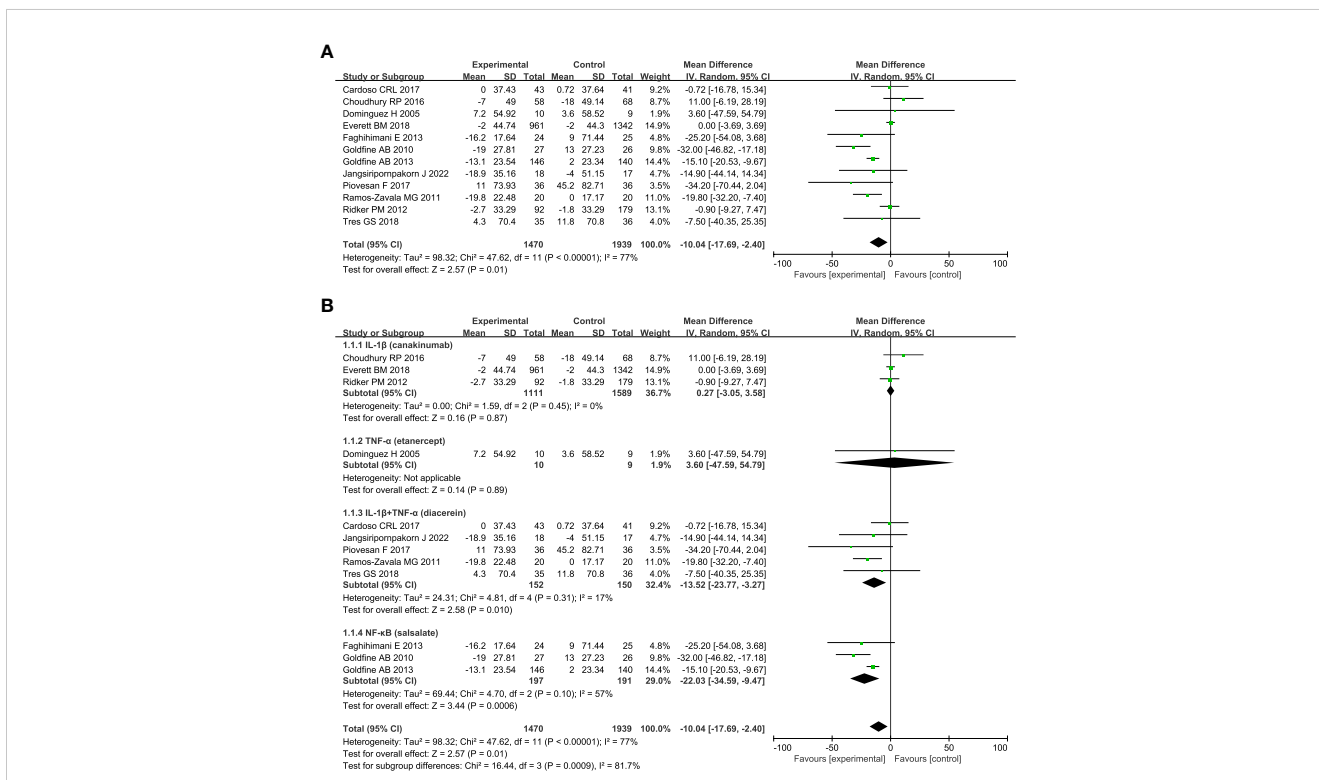 A
Experimental Control Mean Difference Mean Difference
Study or Subgroup Mean SD Total Mean SD Total Weight IV, Random, 95% CI IV, Random, 95% CI
Cardoso CRL 2017 0 37.43 43 0.72 37.64 41 9.2% -0.72 [-16.78, 15.34]
Choudhury RP 2016 -7 49 58 -18 49.14 68 8.7% 11.00 [-6.19, 28.19]
Dominguez H 2005 7.2 54.92 10 3.6 58.52 9 1.9% 3.60 [-47.59, 54.79]
Everett BM 2018 -2 44.74 961 -2 44.3 1342 14.9% 0.00 [-3.69, 3.69]
Faghihimani E 2013 -16.2 17.64 24 9 71.44 25 4.8% -25.20 [-54.08, 3.68]
Goldfine AB 2010 -19 27.81 27 13 27.23 26 9.8% -32.00 [-46.82, -17.18]
Goldfine AB 2013 -13.1 23.54 146 2 23.34 140 14.4% -15.10 [-20.53, -9.67]
Jangsiripornpakorn J 2022 -18.9 35.16 18 -4 51.15 17 4.7% -14.90 [-44.14, 14.34]
Piovesan F 2017 11 73.93 36 45.2 82.71 36 3.5% -34.20 [-70.44, 2.04]
Ramos-Zavala MG 2011 -19.8 22.48 20 0 17.17 20 11.0% -19.80 [-32.20, -7.40]
Ridker PM 2012 -2.7 33.29 92 -1.8 33.29 179 13.1% -0.90 [-9.27, 7.47]
Tres GS 2018 4.3 70.4 35 11.8 70.8 36 4.0% -7.50 [-40.35, 25.35]
Total (95% CI) 1470 1939 100.0% -10.04 [-17.69, -2.40]
Heterogeneity: Tau² = 98.32; Chi² = 47.62, df = 11 (P < 0.00001); I² = 77%
Test for overall effect: Z = 2.57 (P = 0.01)
-100 -50 0 50 100
Favours [experimental] Favours [control]
B
Experimental Control Mean Difference Mean Difference
Study or Subgroup Mean SD Total Mean SD Total Weight IV, Random, 95% CI IV, Random, 95% CI
1.1.1 IL-1β (canakinumab)
Choudhury RP 2016 -7 49 58 -18 49.14 68 8.7% 11.00 [-6.19, 28.19]
Everett BM 2018 -2 44.74 961 -2 44.3 1342 14.9% 0.00 [-3.69, 3.69]
Ridker PM 2012 -2.7 33.29 92 -1.8 33.29 179 13.1% -0.90 [-9.27, 7.47]
Subtotal (95% CI) 1111 1589 36.7% 0.27 [-3.05, 3.58]
Heterogeneity: Tau² = 0.00; Chi² = 1.59, df = 2 (P = 0.45); I² = 0%
Test for overall effect: Z = 0.16 (P = 0.87)
1.1.2 TNF-α (etanercept)
Dominguez H 2005 7.2 54.92 10 3.6 58.52 9 1.9% 3.60 [-47.59, 54.79]
Subtotal (95% CI) 10 9 1.9% 3.60 [-47.59, 54.79]
Heterogeneity: Not applicable
Test for overall effect: Z = 0.14 (P = 0.89)
1.1.3 IL-1β+TNF-α (diacerein)
Cardoso CRL 2017 0 37.43 43 0.72 37.64 41 9.2% -0.72 [-16.78, 15.34]
Jangsiripornpakorn J 2022 -18.9 35.16 18 -4 51.15 17 4.7% -14.90 [-44.14, 14.34]
Piovesan F 2017 11 73.93 36 45.2 82.71 36 3.5% -34.20 [-70.44, 2.04]
Ramos-Zavala MG 2011 -19.8 22.48 20 0 17.17 20 11.0% -19.80 [-32.20, -7.40]
Tres GS 2018 4.3 70.4 35 11.8 70.8 36 4.0% -7.50 [-40.35, 25.35]
Subtotal (95% CI) 152 150 32.4% -13.52 [-23.77, -3.27]
Heterogeneity: Tau² = 24.31; Chi² = 4.81, df = 4 (P = 0.31); I² = 17%
Test for overall effect: Z = 2.58 (P = 0.010)
1.1.4 NF-κB (salsalate)
Faghihimani E 2013 -16.2 17.64 24 9 71.44 25 4.8% -25.20 [-54.08, 3.68]
Goldfine AB 2010 -19 27.81 27 13 27.23 26 9.8% -32.00 [-46.82, -17.18]
Goldfine AB 2013 -13.1 23.54 146 2 23.34 140 14.4% -15.10 [-20.53, -9.67]
Subtotal (95% CI) 197 191 29.0% -22.03 [-34.59, -9.47]
Heterogeneity: Tau² = 69.44; Chi² = 4.70, df = 2 (P = 0.10); I² = 57%
Test for overall effect: Z = 3.44 (P = 0.0006)
Total (95% CI) 1470 1939 100.0% -10.04 [-17.69, -2.40]
Heterogeneity: Tau² = 98.32; Chi² = 47.62, df = 11 (P < 0.00001); I² = 77%
Test for overall effect: Z = 2.57 (P = 0.01)
Test for subgroup differences: Chi² = 16.44, df = 3 (P = 0.0009), I² = 81.7%
-100 -50 0 50 100
Favours [experimental] Favours [control]